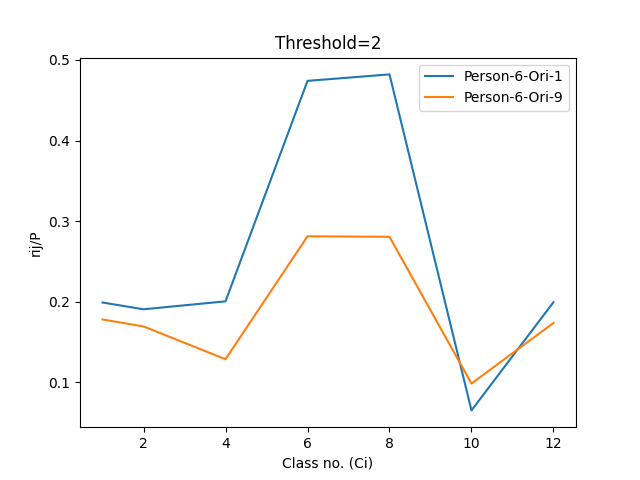 Threshold=2
Person-6-Ori-1
Person-6-Ori-9
rij/P
0.5
0.4
0.3
0.2
0.1
2 4 6 8 10 12
Class no. (Ci)